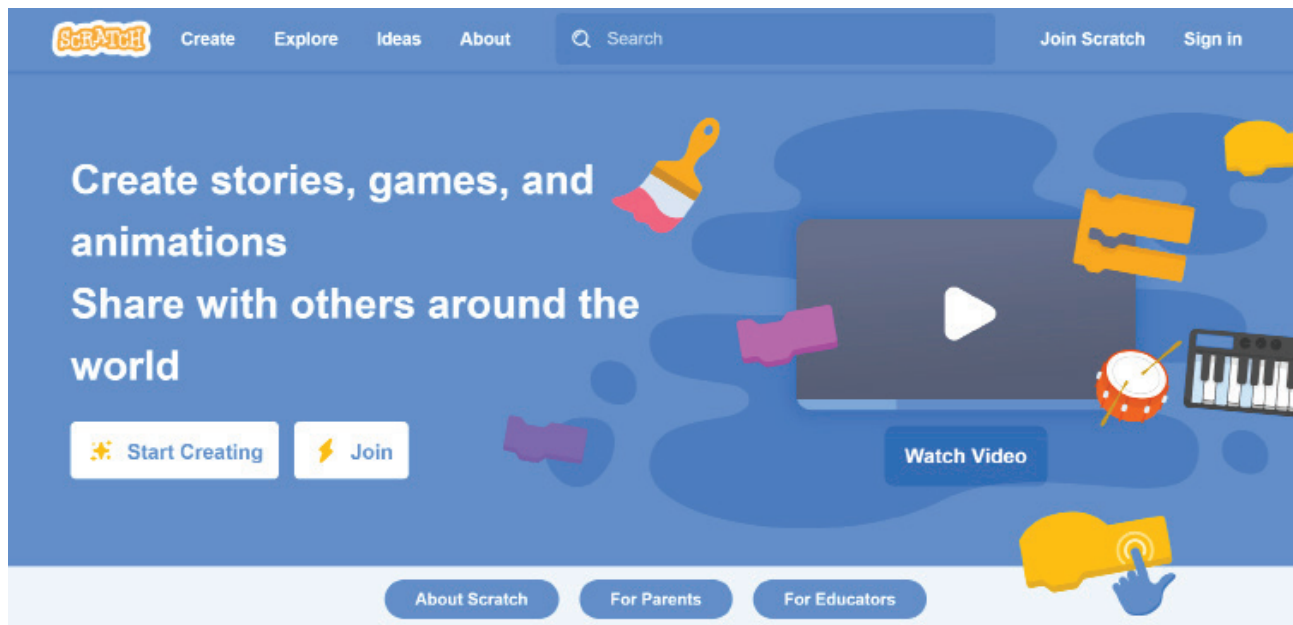 SCRATCH Create Explore Ideas About Search Join Scratch Sign in
Create stories, games, and
animations
Share with others around the
world
Start Creating Join
Watch Video
About Scratch For Parents For Educators